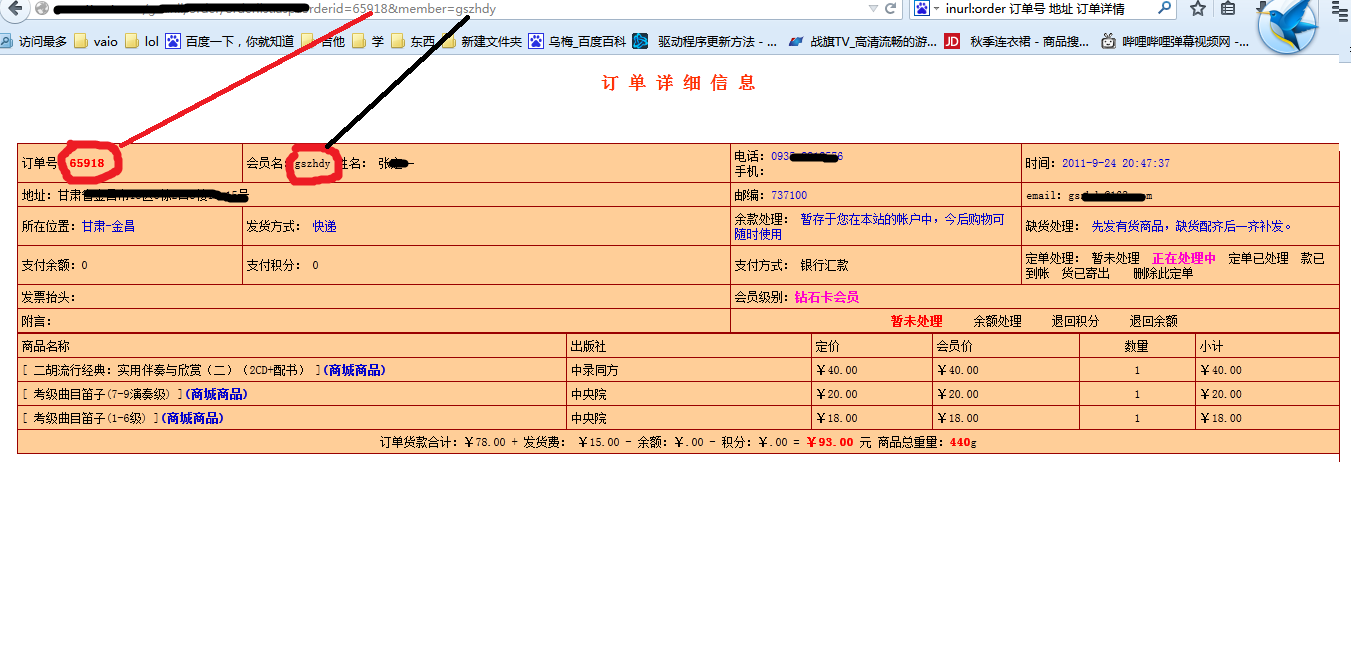 orderid=65918&member=gszhdy
inurl:order 订单号 地址 订单详情
访问最多 vaio lol 百度一下，你就知道 吉他 学 东西 新建文件夹 乌梅_百度百科 驱动程序更新方法 - ... 战旗TV_高清流畅的游... JD 秋季连衣裙 - 商品搜... 哔哩哔哩弹幕视频网 -...
订 单 详 细 信 息
订单号 65918 会员名: gszhdy 姓名: 张 电话: 093 时间: 2011-9-24 20:47:37
手机:
地址: 甘肃 号 邮编: 737100 email: gs
所在位置: 甘肃-金昌 发货方式: 快递 余款处理: 暂存于您在本站的帐户中，今后购物可 缺货处理: 先发有货商品，缺货配齐后一齐补发。
随时使用
支付余额: 0 支付积分: 0 支付方式: 银行汇款 定单处理: 暂未处理 正在处理中 定单已处理 款已
到帐 货已寄出 删除此定单
发票抬头: 会员级别: 钻石卡会员
附言: 暂未处理 余额处理 退回积分 退回余额
商品名称 出版社 定价 会员价 数量 小计
[ 二胡流行经典: 实用伴奏与欣赏（二）（2CD+配书） ](商城商品) 中录同方 ￥40.00 ￥40.00 1 ￥40.00
[ 考级曲目笛子(7-9演奏级) ](商城商品) 中央院 ￥20.00 ￥20.00 1 ￥20.00
[ 考级曲目笛子(1-6级) ](商城商品) 中央院 ￥18.00 ￥18.00 1 ￥18.00
订单货款合计: ￥78.00 + 发货费: ￥15.00 - 余额: ￥.00 - 积分: ￥.00 = ￥93.00 元 商品总重量: 440g